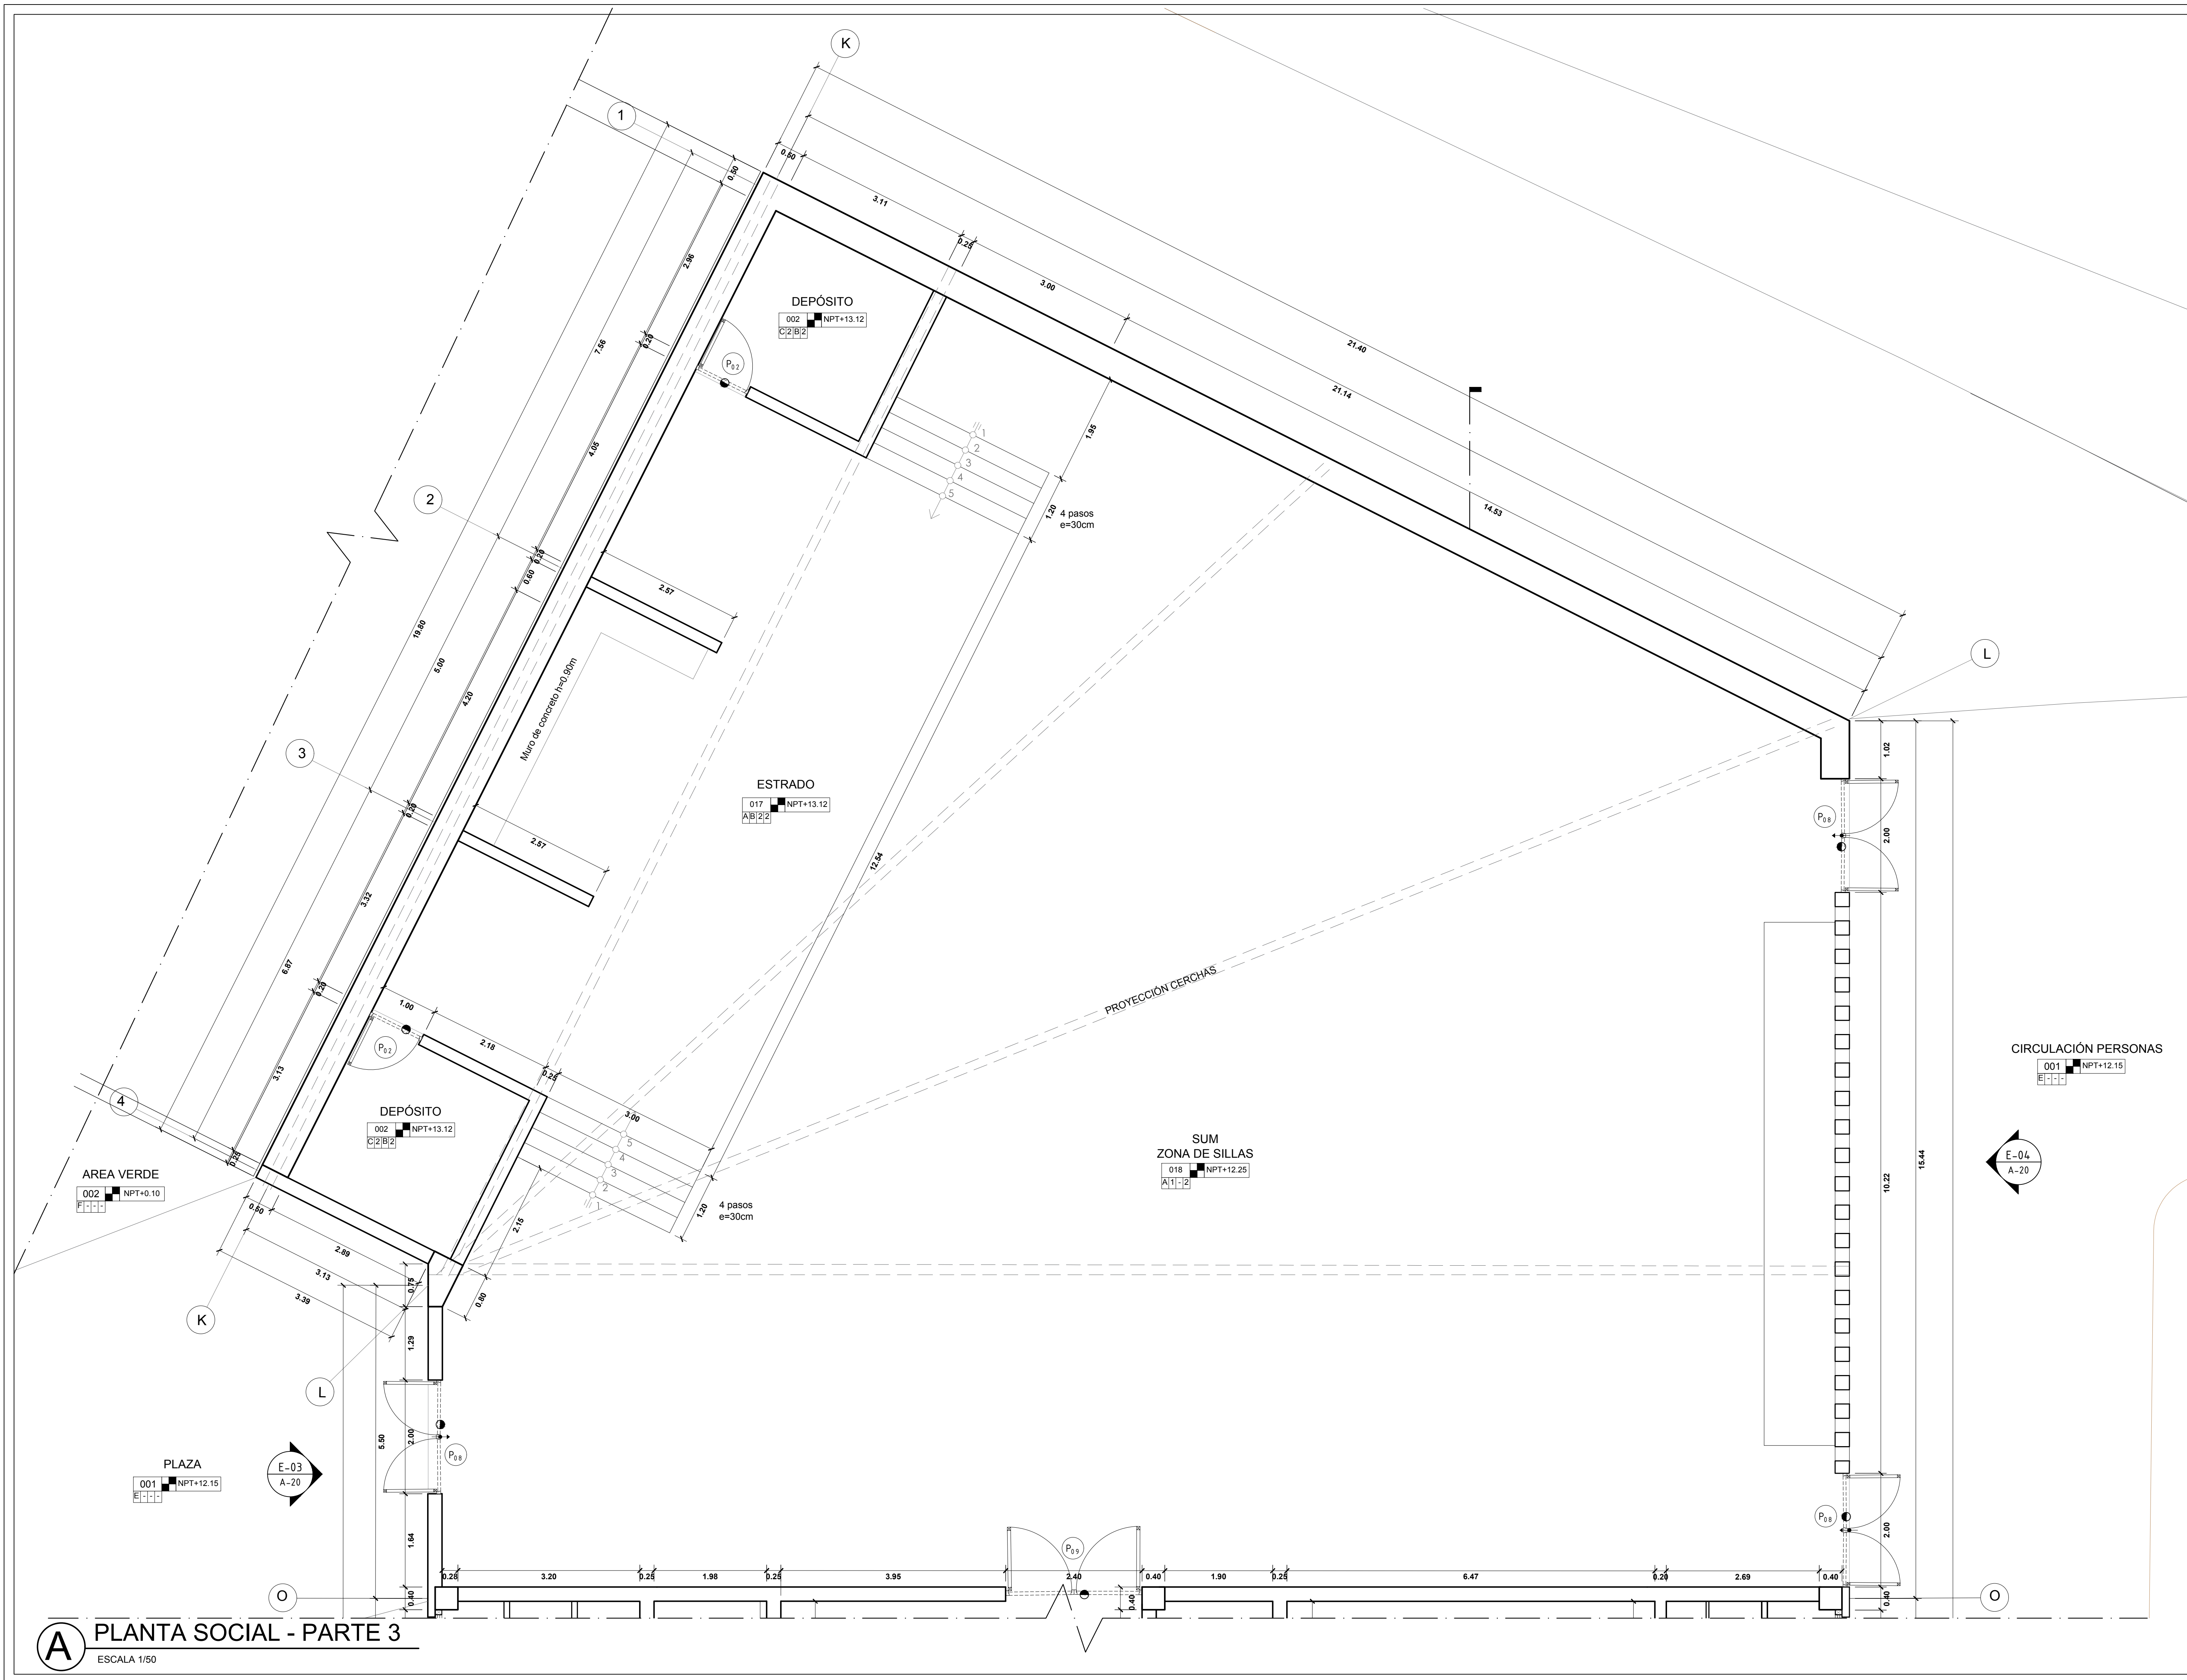 K
1
0.50
0.50
3.11
0.25
2.96
3.00
DEPÓSITO
002 NPT+13.12
C 2 B 2
P02
7.56
0.20
21.40
21.14
4.05
1.95
1
2
3
4
5
2
1.20
4 pasos
e=30cm
14.53
0.20
0.60
2.57
19.80
5.00
4.20
Muro de concreto h=0.90m
L
1.02
3
ESTRADO
017 NPT+13.12
A B 2 2
0.20
2.57
12.54
P08
2.00
3.32
6.87
0.20
1.00
PROYECCIÓN CERCHAS
P02
2.18
0.25
3.13
4
CIRCULACIÓN PERSONAS
001 NPT+12.15
E - - -
DEPÓSITO
002 NPT+13.12
C 2 B 2
3.00
5
4
3
2
1
SUM
ZONA DE SILLAS
018 NPT+12.25
A 1 - 2
E-04
A-20
15.44
10.22
0.25
AREA VERDE
002 NPT+0.10
F - - -
0.50
2.89
3.13
3.39
2.15
1.20
4 pasos
e=30cm
0.75
0.80
K
1.29
L
5.50
2.00
P08
PLAZA
001 NPT+12.15
E - - -
E-03
A-20
1.64
P09
P08
2.00
0.28
3.20
0.25
1.98
0.25
3.95
2.40
0.40
1.90
0.25
6.47
0.20
2.69
0.40
O
0.40
0.40
0.40
O
A
PLANTA SOCIAL - PARTE 3
ESCALA 1/50